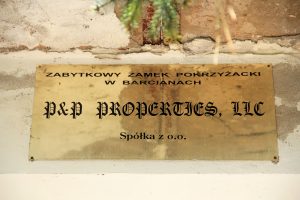 ZABYTKOWY ZAMEK POKRZYŻACKI
W BARCIANACH
P&P PROPERTIES, LLC
Spółka z o.o.